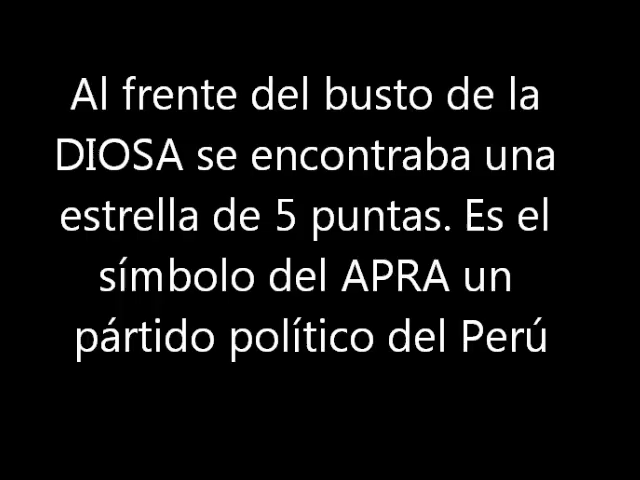 Al frente del busto de la
DIOSA se encontraba una
estrella de 5 puntas. Es el
símbolo del APRA un
pártido político del Perú